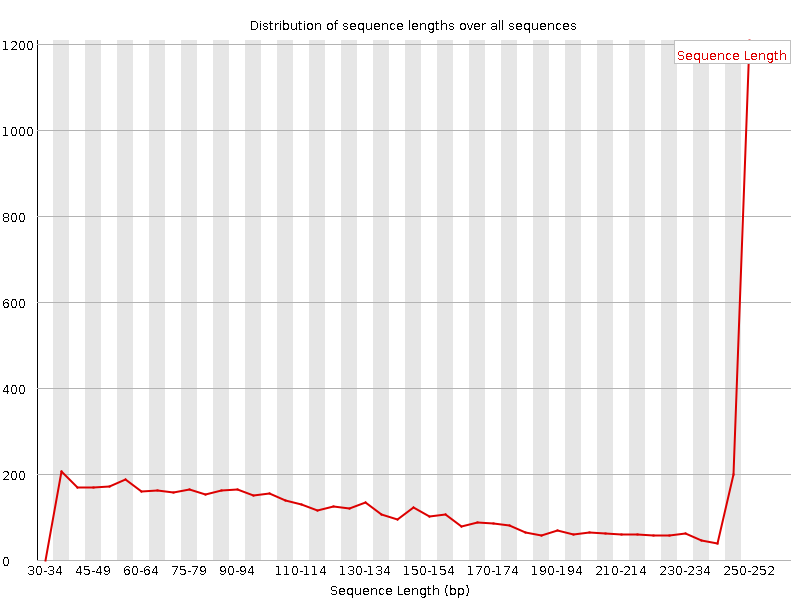 Distribution of sequence lengths over all sequences
Sequence Length
1200
1000
800
600
400
200
0
30-34 45-49 60-64 75-79 90-94 110-114 130-134 150-154 170-174 190-194 210-214 230-234 250-252
Sequence Length (bp)